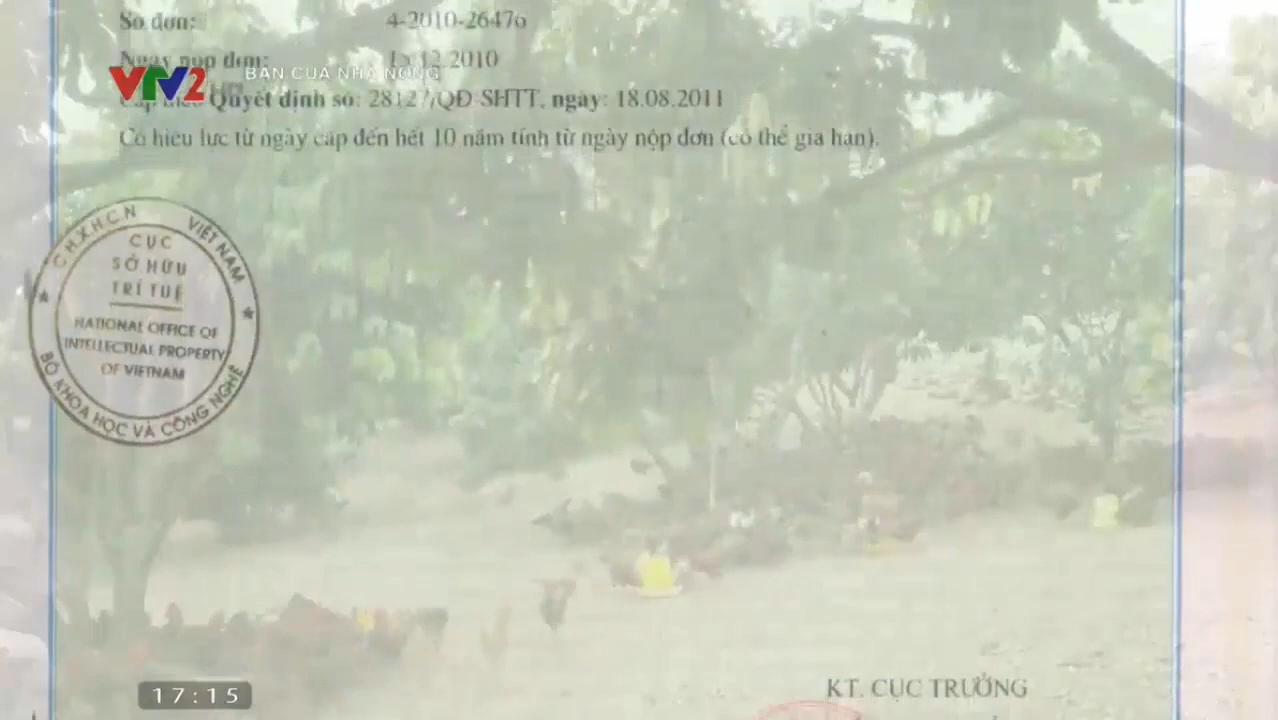 Số đơn: 4-2010-26476
Ngày nộp đơn: 12.2010
VTV2
BẠN CỦA NHÀ NÔNG
Quyết định số: /QĐ-SHTT, ngày: 18.08.2011
Có hiệu lực từ ngày cấp đến hết 10 năm tính từ ngày nộp đơn (có thể gia hạn).
C.H.X.H.C.N VIỆT NAM
CỤC
SỞ HỮU
TRÍ TUỆ
NATIONAL OFFICE OF
INTELLECTUAL PROPERTY
OF VIETNAM
BỘ KHOA HỌC VÀ CÔNG NGHỆ
17:15
KT. CỤC TRƯỞNG